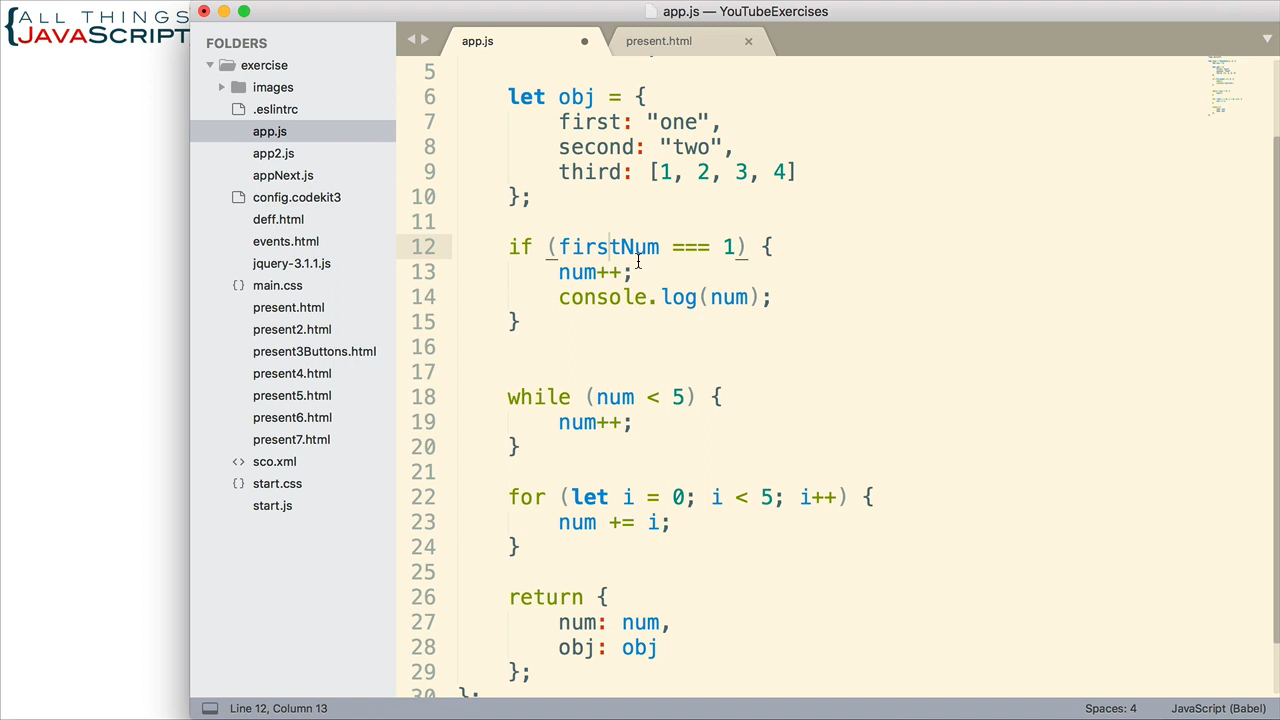 {ALL THINGS
JAVASCRIPT
app.js — YouTubeExercises
FOLDERS
exercise
images
.eslintrc
app.js
app2.js
appNext.js
config.codekit3
deff.html
events.html
jquery-3.1.1.js
main.css
present.html
present2.html
present3Buttons.html
present4.html
present5.html
present6.html
present7.html
sco.xml
start.css
start.js
app.js
present.html
5
6 let obj = {
7 first: "one",
8 second: "two",
9 third: [1, 2, 3, 4]
10 };
11
12 if (firstNum === 1) {
13 num++;
14 console.log(num);
15 }
16
17
18 while (num < 5) {
19 num++;
20 }
21
22 for (let i = 0; i < 5; i++) {
23 num += i;
24 }
25
26 return {
27 num: num,
28 obj: obj
29 };
30 };
Line 12, Column 13
Spaces: 4
JavaScript (Babel)